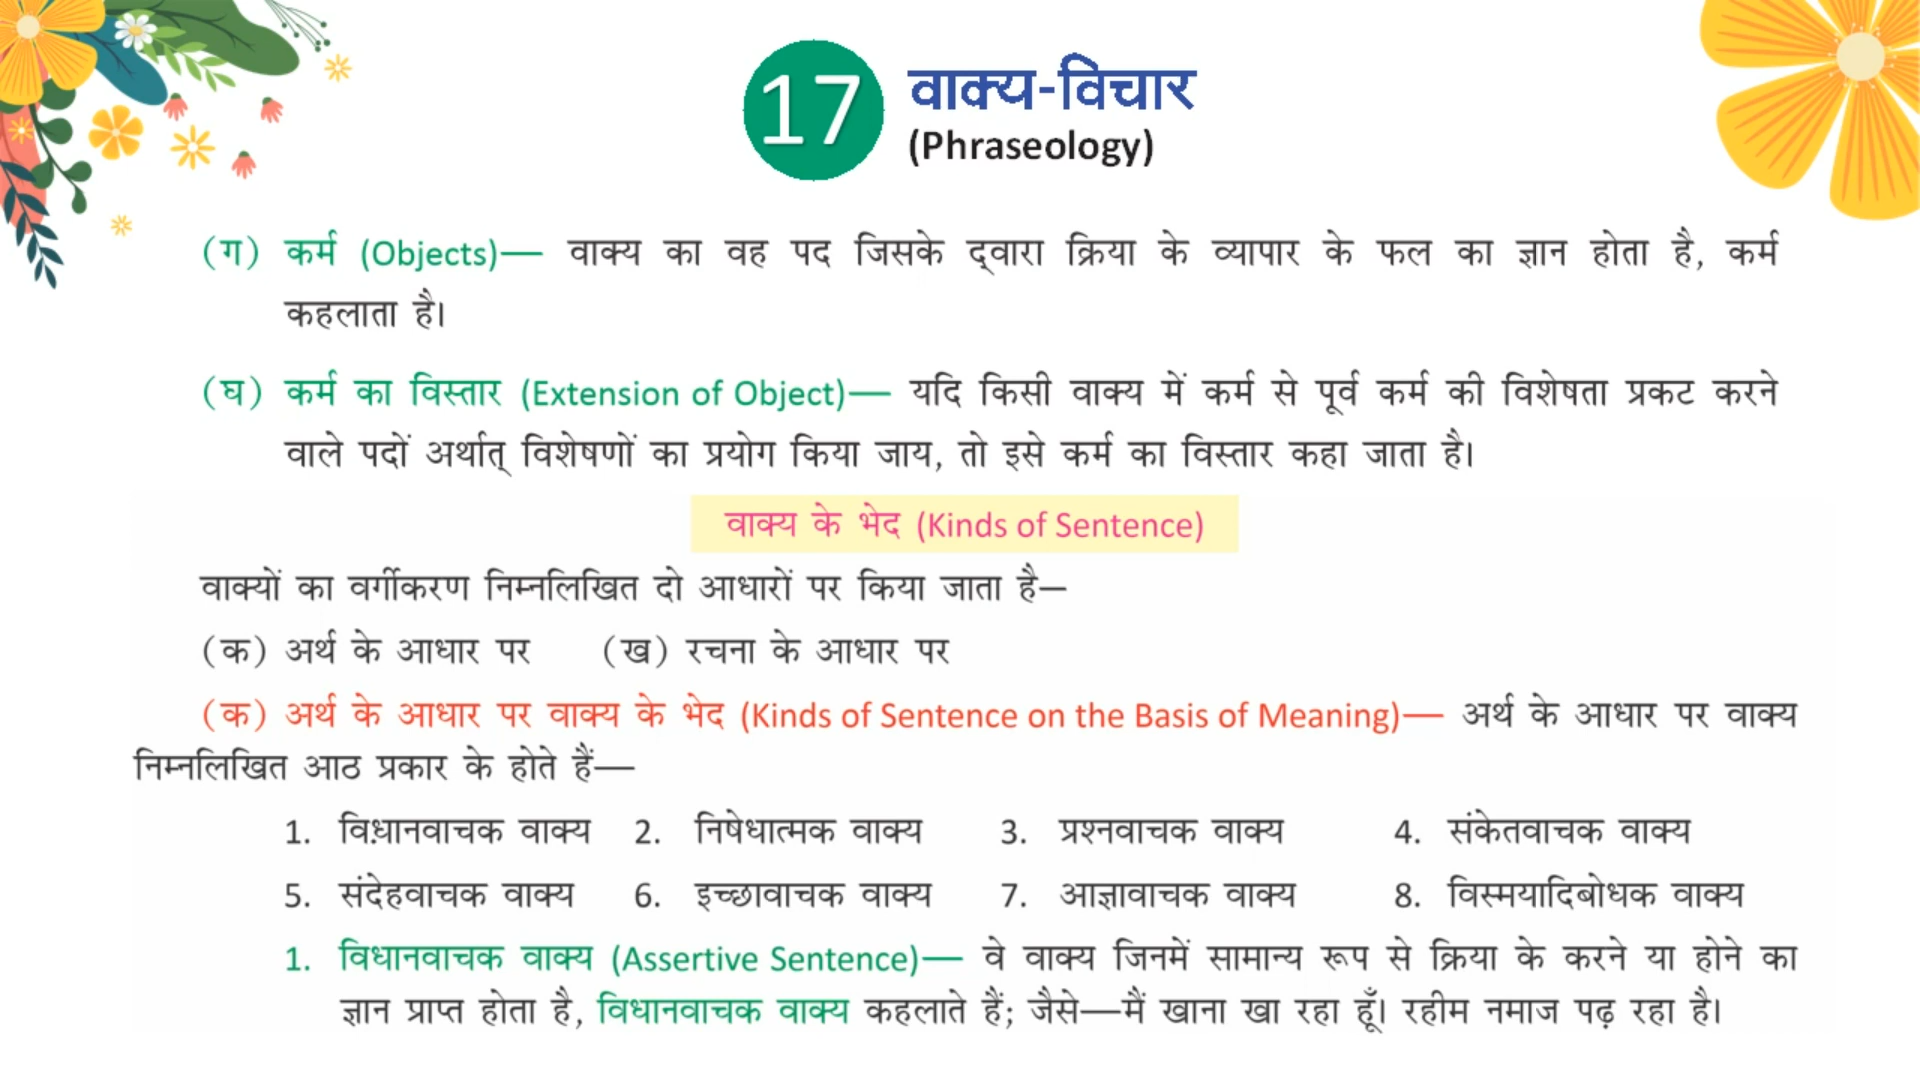 17 वाक्य-विचार
(Phraseology)
(ग) कर्म (Objects)— वाक्य का वह पद जिसके द्‌वारा क्रिया के व्यापार के फल का ज्ञान होता है, कर्म
कहलाता है।
(घ) कर्म का विस्तार (Extension of Object)— यदि किसी वाक्य में कर्म से पूर्व कर्म की विशेषता प्रकट करने
वाले पदों अर्थात् विशेषणों का प्रयोग किया जाय, तो इसे कर्म का विस्तार कहा जाता है।
वाक्य के भेद (Kinds of Sentence)
वाक्यों का वर्गीकरण निम्नलिखित दो आधारों पर किया जाता है—
(क) अर्थ के आधार पर (ख) रचना के आधार पर
(क) अर्थ के आधार पर वाक्य के भेद (Kinds of Sentence on the Basis of Meaning)— अर्थ के आधार पर वाक्य
निम्नलिखित आठ प्रकार के होते हैं—
1. विधानवाचक वाक्य 2. निषेधात्मक वाक्य 3. प्रश्नवाचक वाक्य 4. संकेतवाचक वाक्य
5. संदेहवाचक वाक्य 6. इच्छावाचक वाक्य 7. आज्ञावाचक वाक्य 8. विस्मयादिबोधक वाक्य
1. विधानवाचक वाक्य (Assertive Sentence)— वे वाक्य जिनमें सामान्य रूप से क्रिया के करने या होने का
ज्ञान प्राप्त होता है, विधानवाचक वाक्य कहलाते हैं; जैसे—मैं खाना खा रहा हूँ। रहीम नमाज पढ़ रहा है।